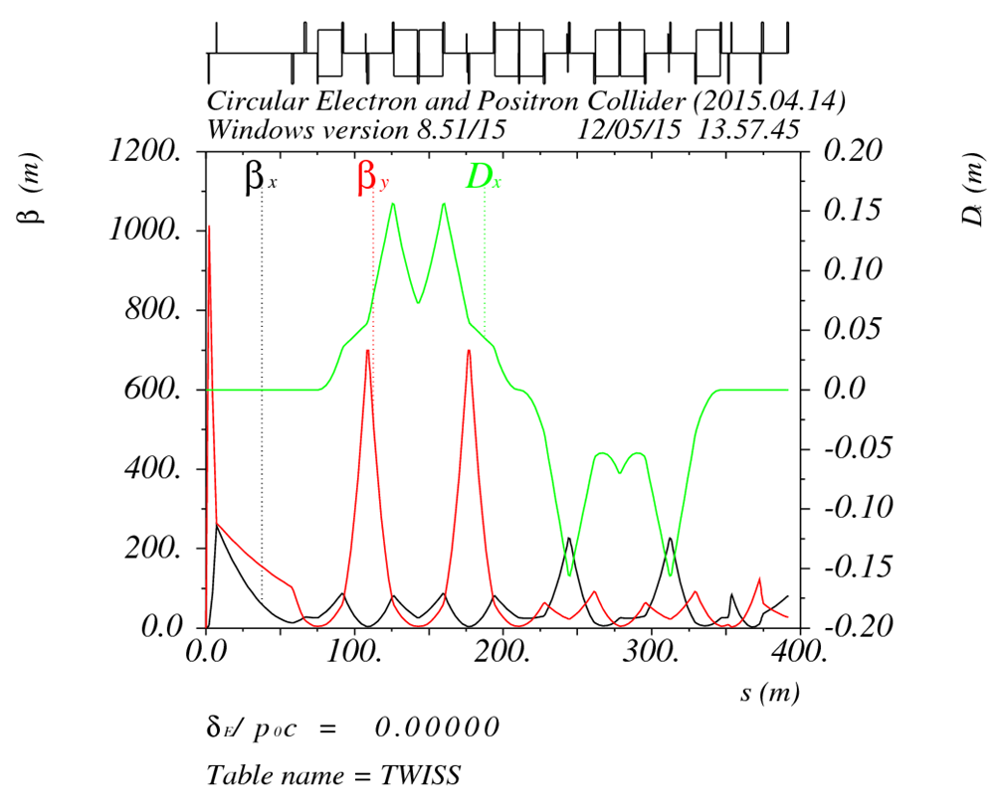 Circular Electron and Positron Collider (2015.04.14)
Windows version 8.51/15 12/05/15 13.57.45
β (m)
D x (m)
1200.
1000.
800.
600.
400.
200.
0.0
βx
βy
Dx
0.20
0.15
0.10
0.05
0.0
-0.05
-0.10
-0.15
-0.20
0.0 100. 200. 300. 400.
s (m)
δE/ p0c = 0.00000
Table name = TWISS